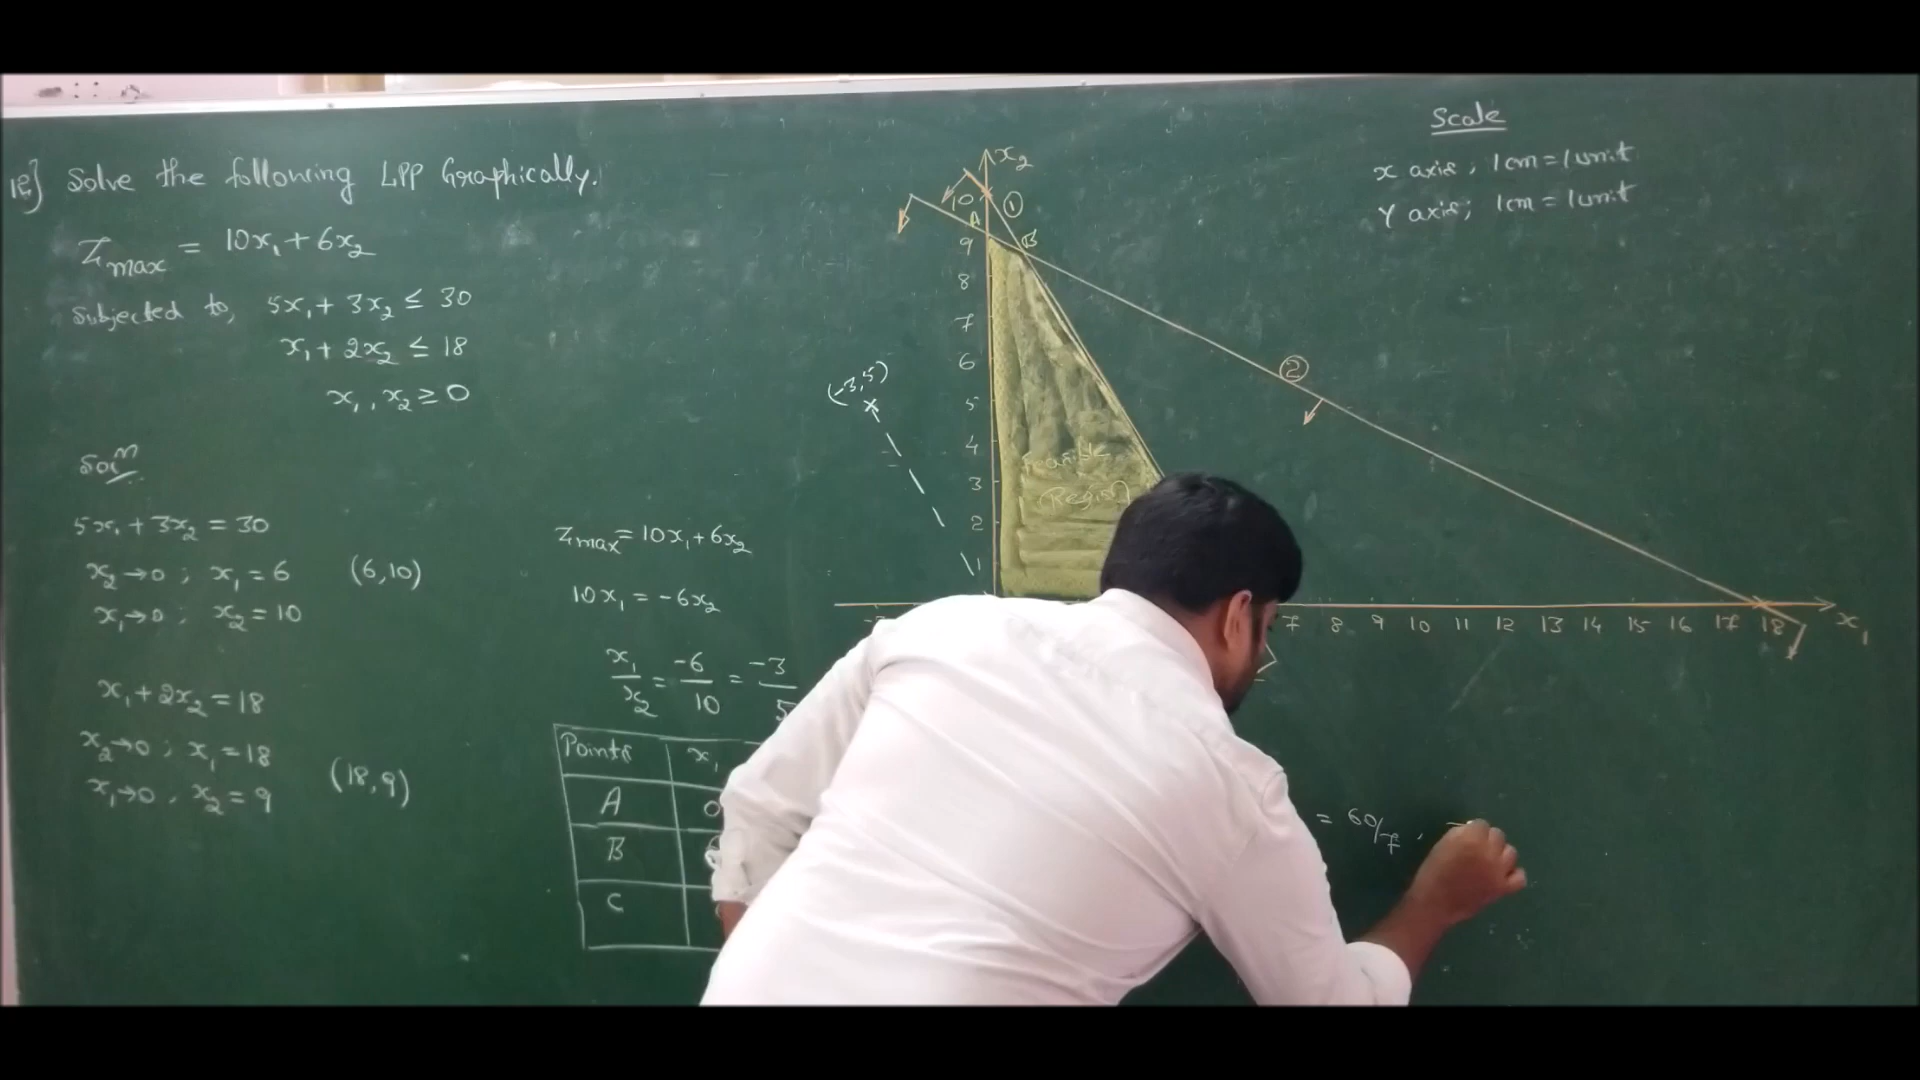 12] Solve the following LPP Graphically.
Zmax = 10x₁ + 6x₂
Subjected to, 5x₁ + 3x₂ ≤ 30
x₁ + 2x₂ ≤ 18
x₁, x₂ ≥ 0
Solⁿ
5x₁ + 3x₂ = 30
x₂→0 ; x₁ = 6 (6,10)
x₁→0 ; x₂ = 10
x₁ + 2x₂ = 18
x₂→0 ; x₁ = 18
x₁→0 , x₂ = 9 (18,9)
Zmax = 10x₁ + 6x₂
10x₁ = -6x₂
x₁/x₂ = -6/10 = -3/5
Points x₁
A 0
B
C
= 60/7 ,
Scale
x axis ; 1cm = 1unit
Y axis ; 1cm = 1unit
x₂
10 ①
A
9 B
8
7
6
5
4
3
2
1
(-3,5)
②
Feasible
Region
7 8 9 10 11 12 13 14 15 16 17 18 x₁